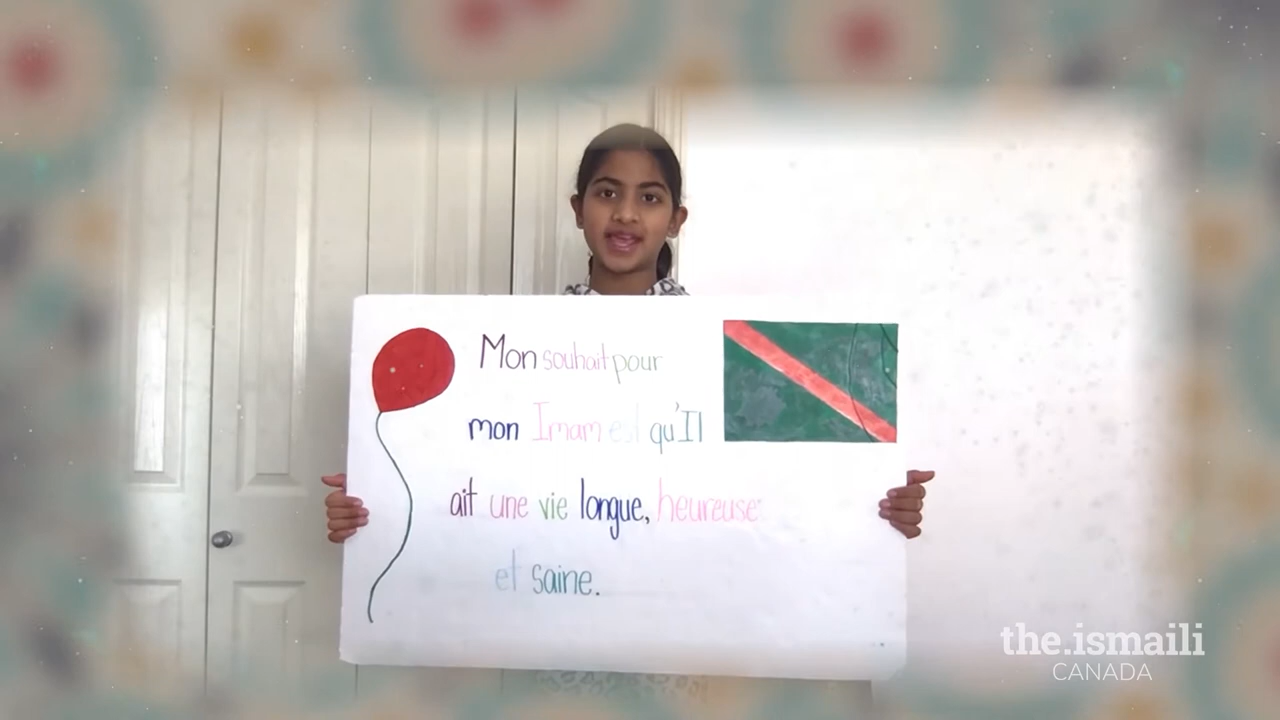 Mon souhait pour
mon Imam est qu'Il
ait une vie longue, heureuse
et saine.
the.ismaili
CANADA